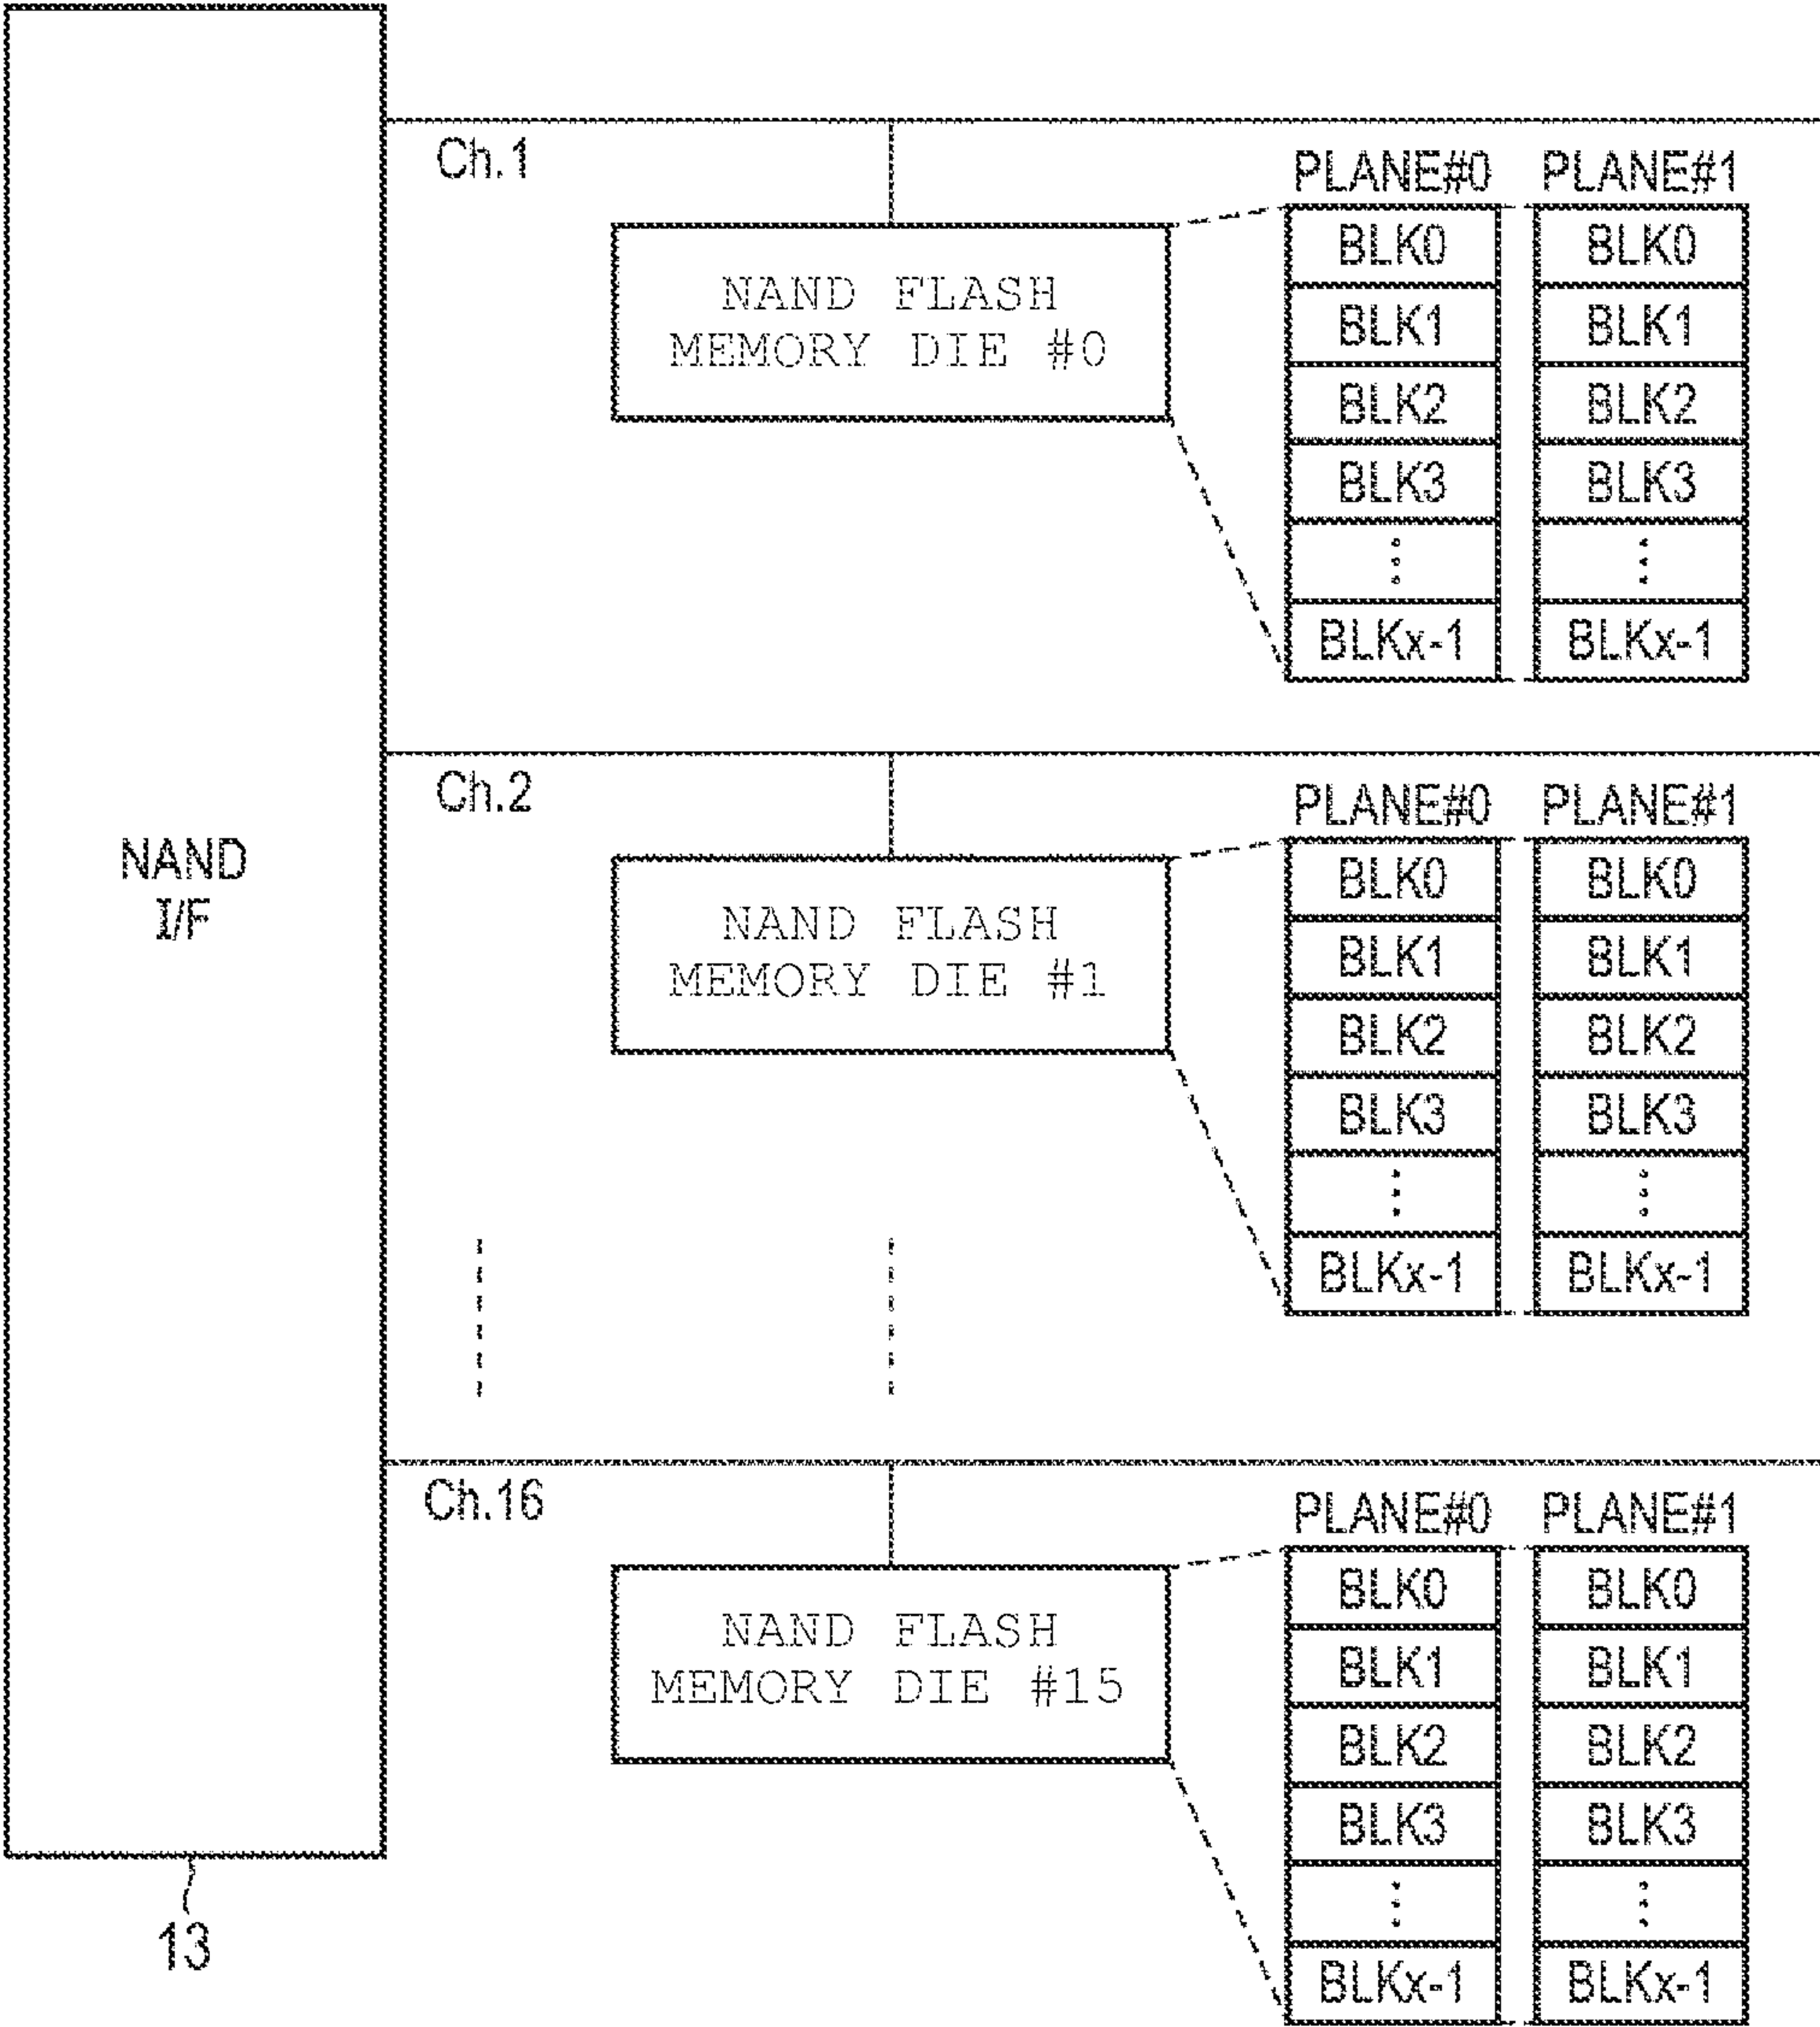 Ch.1
PLANE#0 PLANE#1
NAND FLASH
MEMORY DIE #0
BLK0 BLK0
BLK1 BLK1
BLK2 BLK2
BLK3 BLK3
BLKx-1 BLKx-1
NAND
I/F
Ch.2
PLANE#0 PLANE#1
NAND FLASH
MEMORY DIE #1
BLK0 BLK0
BLK1 BLK1
BLK2 BLK2
BLK3 BLK3
BLKx-1 BLKx-1
Ch.16
PLANE#0 PLANE#1
NAND FLASH
MEMORY DIE #15
BLK0 BLK0
BLK1 BLK1
BLK2 BLK2
BLK3 BLK3
BLKx-1 BLKx-1
13